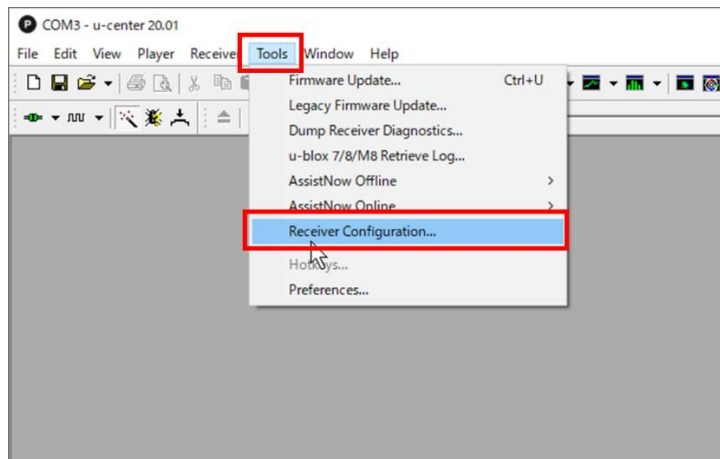 COM3 - u-center 20.01
File Edit View Player Receiver Tools Window Help
Firmware Update... Ctrl+U
Legacy Firmware Update...
Dump Receiver Diagnostics...
u-blox 7/8/M8 Retrieve Log...
AssistNow Offline
AssistNow Online
Receiver Configuration...
Hotkeys...
Preferences...